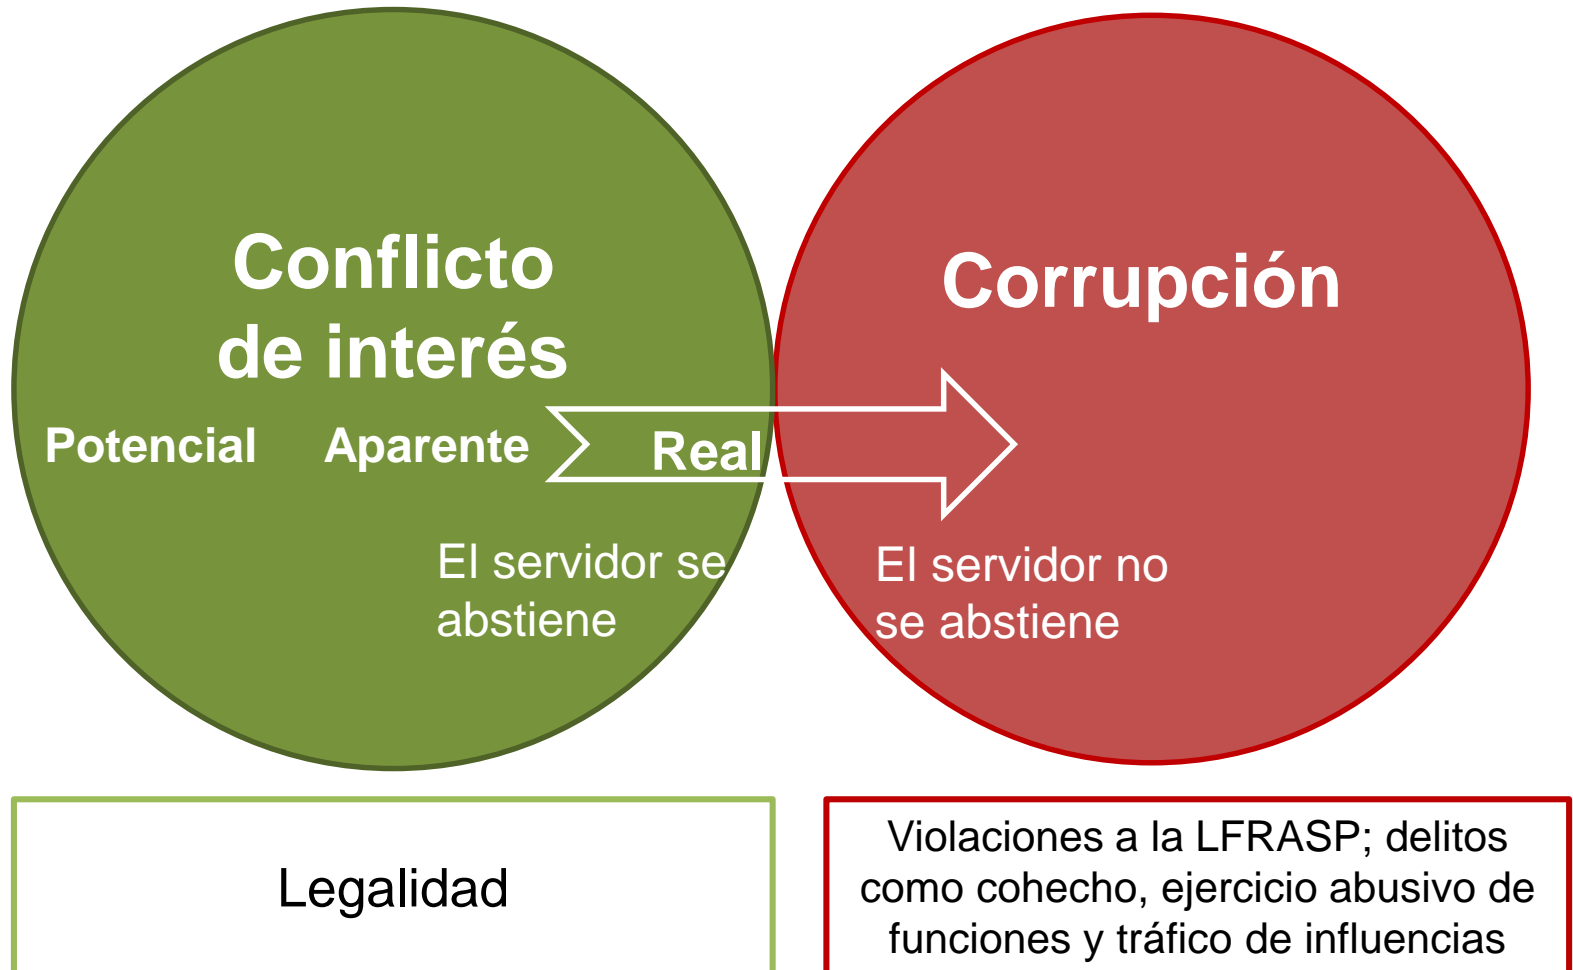 Conflicto
de interés
Corrupción
Potencial
Aparente
Real
El servidor se
abstiene
El servidor no
se abstiene
Legalidad
Violaciones a la LFRASP; delitos
como cohecho, ejercicio abusivo de
funciones y tráfico de influencias